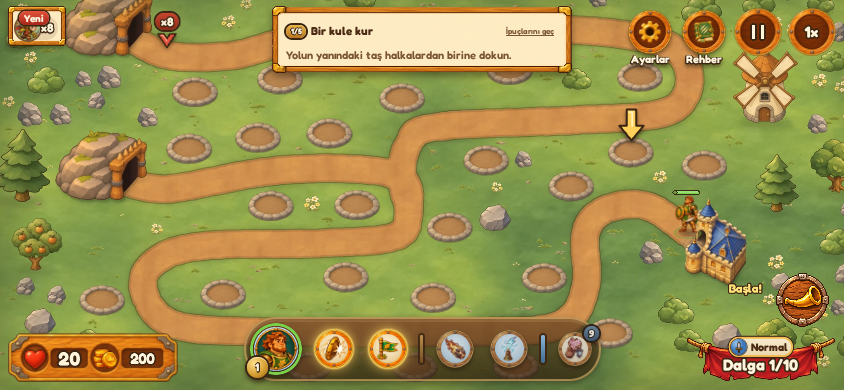 Yeni
x8
x8
1/5 Bir kule kur
İpuçlarını geç
Yolun yanındaki taş halkalardan birine dokun.
1x
Ayarlar
Rehber
Başla!
20
200
1
9
Normal
Dalga 1/10